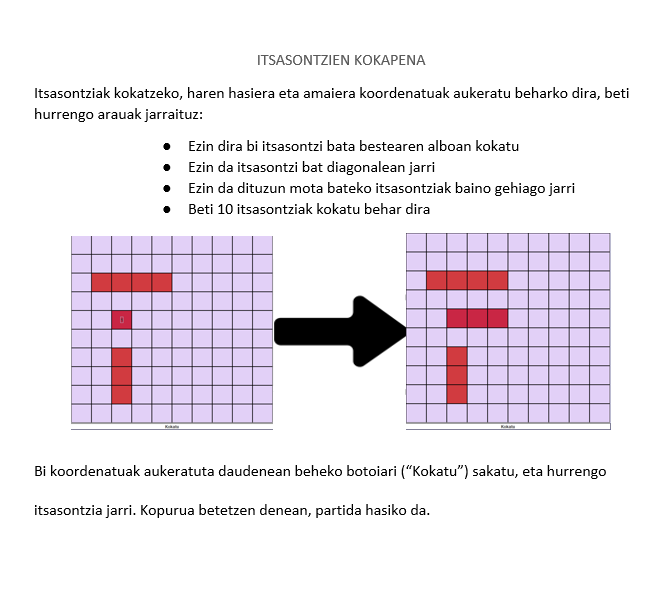 ITSASONTZIEN KOKAPENA
Itsasontziak kokatzeko, haren hasiera eta amaiera koordenatuak aukeratu beharko dira, beti
hurrengo arauak jarraituz:
● Ezin dira bi itsasontzi bata bestearen alboan kokatu
● Ezin da itsasontzi bat diagonalean jarri
● Ezin da dituzun mota bateko itsasontziak baino gehiago jarri
● Beti 10 itsasontziak kokatu behar dira
Kokatu
Kokatu
Bi koordenatuak aukeratuta daudenean beheko botoiari (“Kokatu”) sakatu, eta hurrengo
itsasontzia jarri. Kopurua betetzen denean, partida hasiko da.